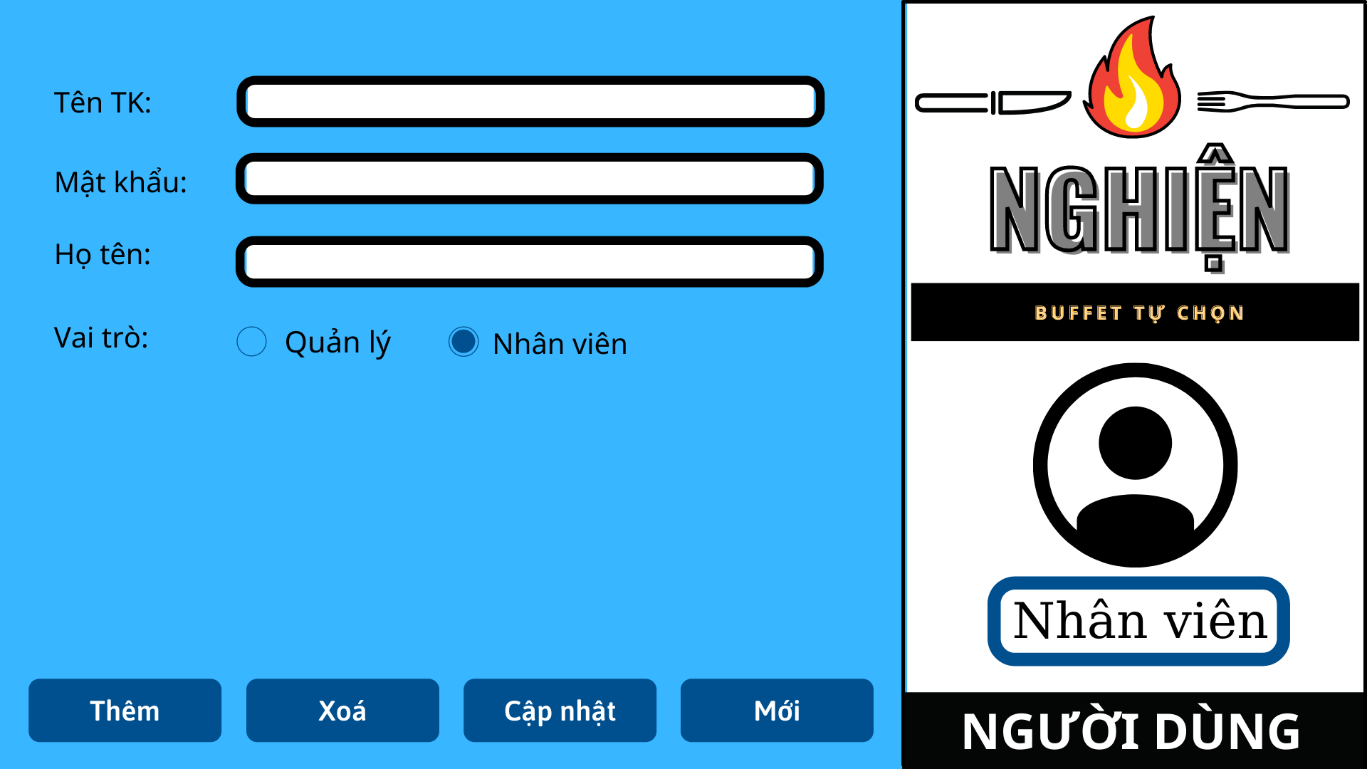 Tên TK:
Mật khẩu:
Họ tên:
Vai trò:
Quản lý
Nhân viên
Thêm
Xoá
Cập nhật
Mới
NGHIỆN
BUFFET TỰ CHỌN
Nhân viên
NGƯỜI DÙNG